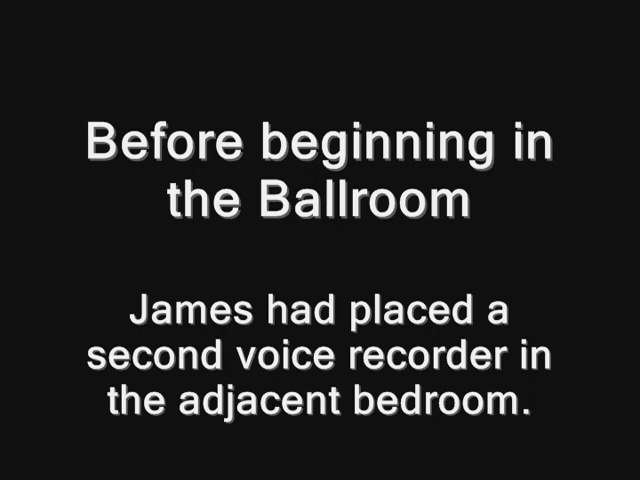 Before beginning in
the Ballroom
James had placed a
second voice recorder in
the adjacent bedroom.